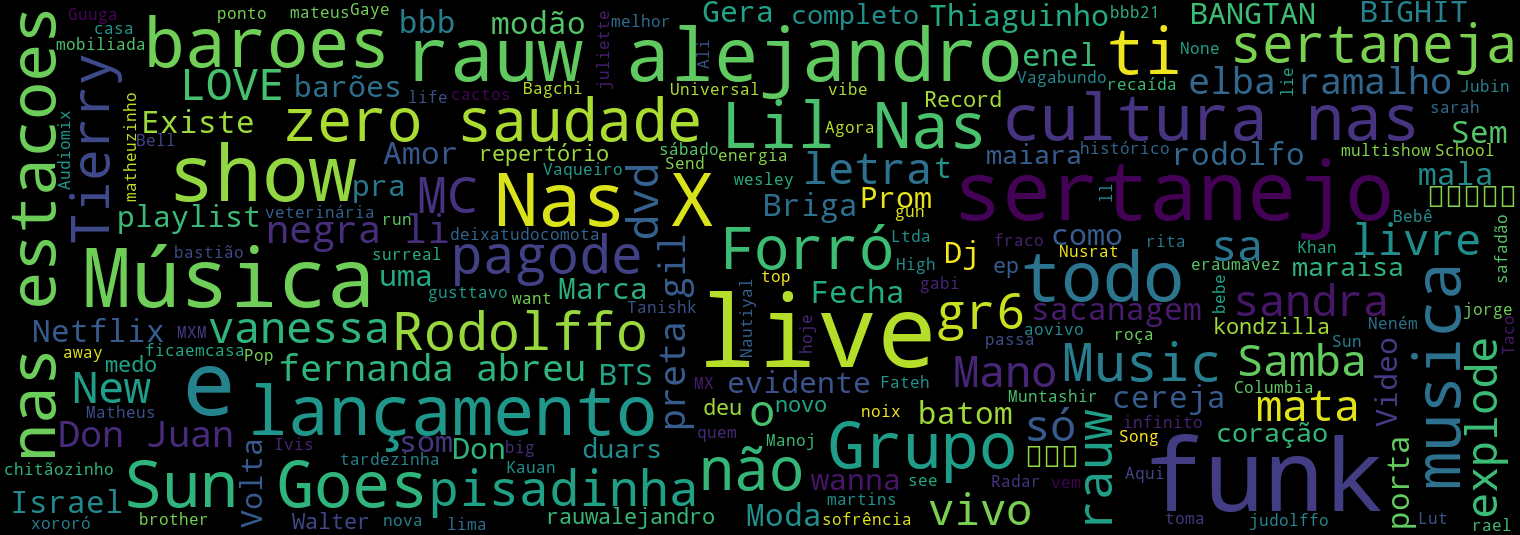 Guuga
casa
mobiliada
ponto
mateus
Gaye
baroes
bbb
modão
rauw alejandro
juliette
melhor
Gera
completo
Thiaguinho
bbb21
BANGTAN
BIGHIT
enel
ti
None
sertaneja
nas estacoes
Tierry
Audiomix
LOVE
barões
life
cactos
Bagchi
Universal
Ali
vibe
Vagabundo
recaída
elba ramalho
lie
Jubin
matheuzinho
Bell
Existe
zero saudade
Lil Nas
Record
Agora
cultura nas
sarah
Sem
show
Amor
repertório
sábado
Send
energía
letra
t
maiara
histórico
rodolfo
multishow
School
pra
MC
Vaqueiro
Nas X
dvd
wesley
Briga
Prom
gun
sertanejo
ll
mala
Bebê
playlist
veterinária
run
negra li
deixatudocomota
Música
bastião
surreal
uma
pagode
gusttavo
want
Marca
preta gil
Tanishk
Forró
top
Fecha
Ltda
High
gabi
Dj
fraco
ep
como
Nusrat
todo
rita
sa
eraumavez
bebe
Khan
maraisa
livre
safadão
Netflix
MXM
vanessa
Rodolffo
rauwalejandro
Nautiyal
hoje
live
gr6
aovivo
sacanagem
passa
roça
sandra
kondzilla
Neném
jorge
away
ficaemcasa
medo
Pop
fernanda abreu
BTS
MX
evidente
Fateh
Mano
Muntashir
Music
Sun
Samba
Columbia
Taco
New
Matheus
e
lançamento
deu
o
novo
noix
batom
cereja
infinito
mata
Video
musica
explode
Don Juan
Volta
Ivis
som
Don
big
quem
Manoj
Grupo
só
rauw
Song
coração
chitãozinho
tardezinha
Kauan
duars
não
wanna
see
Radar
vem
Aqui
funk
porta
Israel
xororó
brother
Sun Goes
Walter
nova
lima
pisadinha
Moda
martins
sofrência
vivo
toma
judolffo
Lut
rael